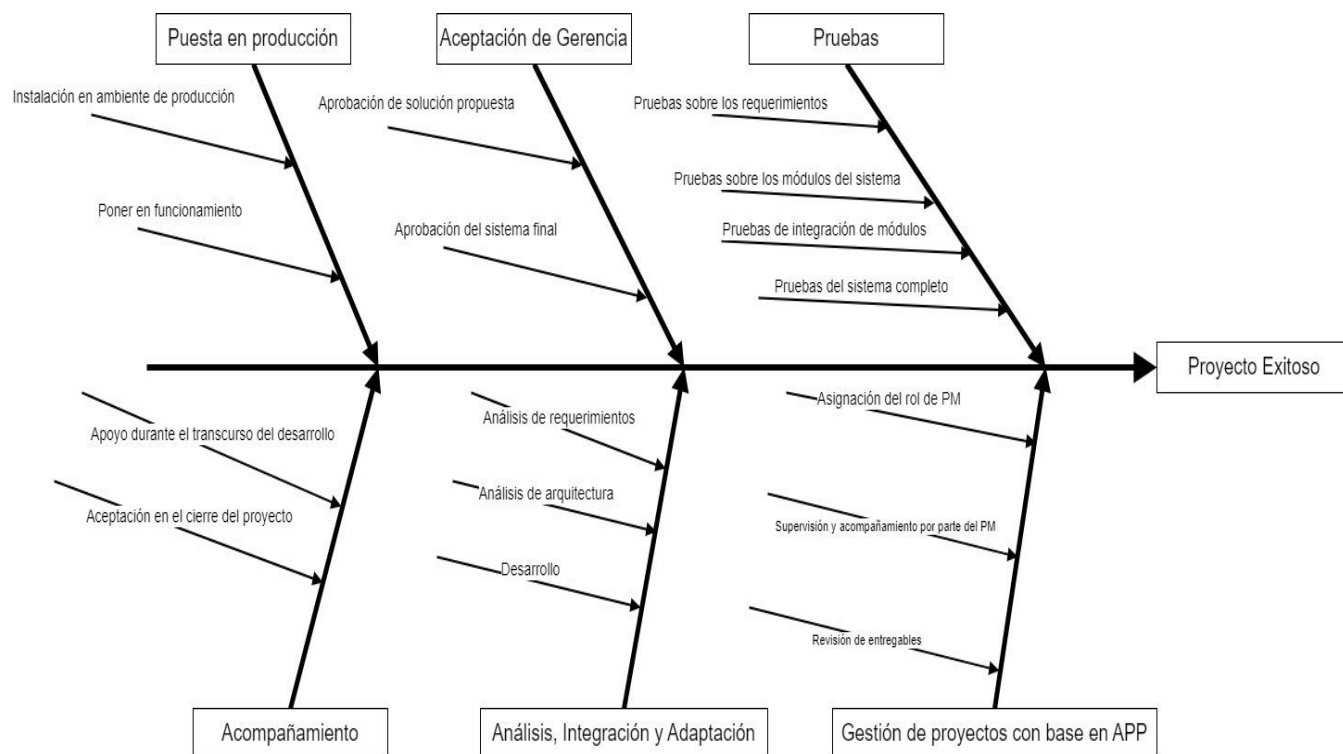 Puesta en producción
Aceptación de Gerencia
Pruebas
Instalación en ambiente de producción
Aprobación de solución propuesta
Pruebas sobre los requerimientos
Pruebas sobre los módulos del sistema
Poner en funcionamiento
Aprobación del sistema final
Pruebas de integración de módulos
Pruebas del sistema completo
Proyecto Exitoso
Apoyo durante el transcurso del desarrollo
Análisis de requerimientos
Asignación del rol de PM
Aceptación en el cierre del proyecto
Análisis de arquitectura
Supervisión y acompañamiento por parte del PM
Desarrollo
Revisión de entregables
Acompañamiento
Análisis, Integración y Adaptación
Gestión de proyectos con base en APP